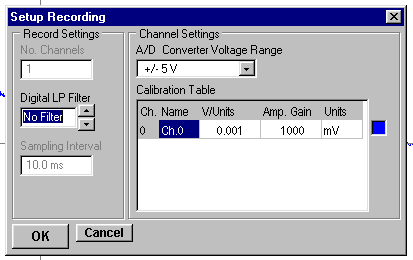 Setup Recording
Record Settings
No. Channels
1
Digital LP Filter
No Filter
Sampling Interval
10.0 ms
Channel Settings
A/D Converter Voltage Range
+/- 5 V
Calibration Table
Ch. Name V/Units Amp. Gain Units
0 Ch.0 0.001 1000 mV
OK
Cancel